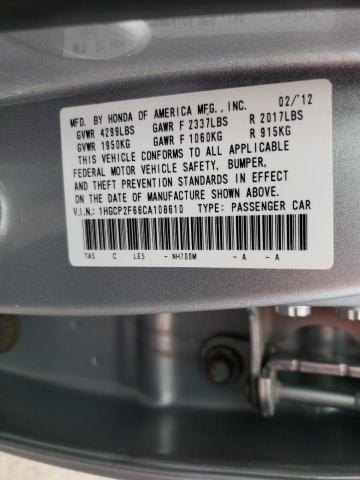 MFD. BY HONDA OF AMERICA MFG., INC. 02/'12
GVWR 4299LBS GAWR F 2337LBS R 2017LBS
GVWR 1950KG GAWR F 1060KG R 915KG
THIS VEHICLE CONFORMS TO ALL APPLICABLE
FEDERAL MOTOR VEHICLE SAFETY, BUMPER,
AND THEFT PREVENTION STANDARDS IN EFFECT
ON THE DATE OF MANUFACTURE SHOWN ABOVE.
V.I.N.: 1HGCP2F66CA108610 TYPE: PASSENGER CAR
TA5 C LE5 - NH700M - A - A